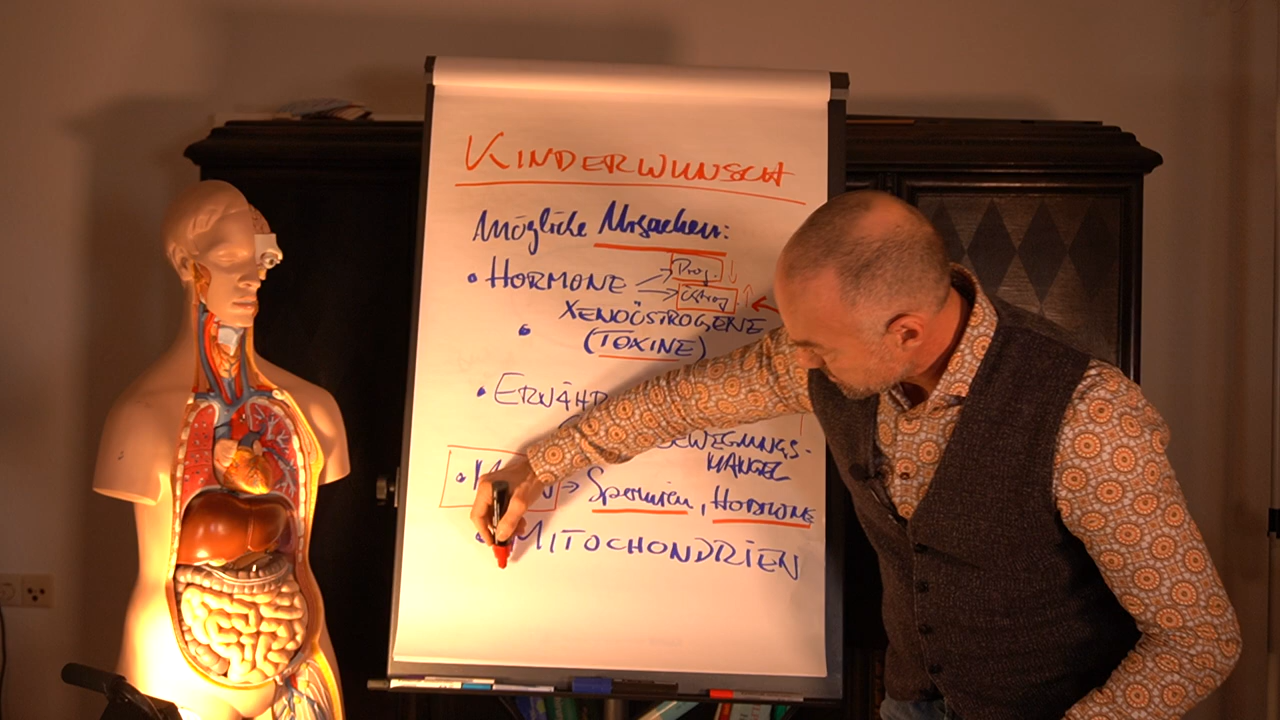 KINDERWUNSCH
Mögliche Ursachen:
• HORMONE → Prog. ↓
→ Östrog. ↑ ←
XENOÖSTROGENE
• (TOXINE)
• ERNÄHR
BEWEGUNGS-
MANGEL
• → Spermien, HORMONE
• MITOCHONDRIEN